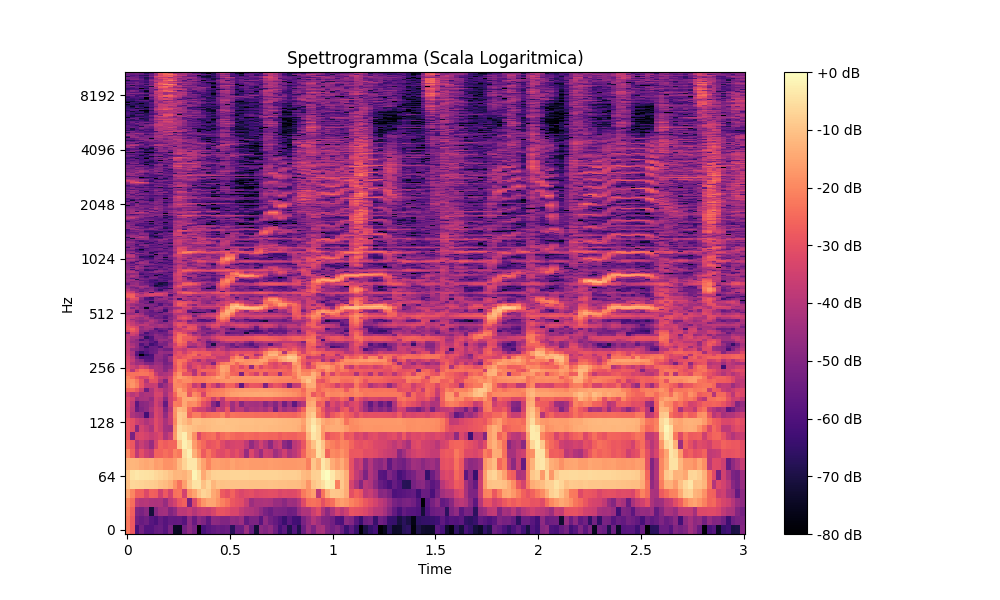 Spettrogramma (Scala Logaritmica)
8192
4096
2048
1024
512
256
128
64
0
Hz
0
0.5
1
1.5
2
2.5
3
Time
+0 dB
-10 dB
-20 dB
-30 dB
-40 dB
-50 dB
-60 dB
-70 dB
-80 dB